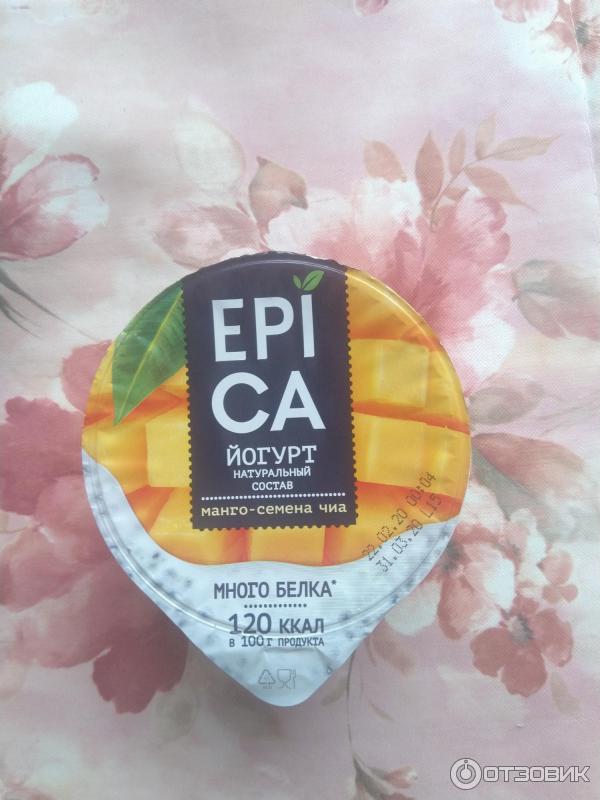 EPI
CA
ЙОГУРТ
НАТУРАЛЬНЫЙ
СОСТАВ
манго-семена чиа
22.02.20 00:04
31.03.20 L15
МНОГО БЕЛКА*
120 ККАЛ
В 100 Г ПРОДУКТА
ОТЗОВИК